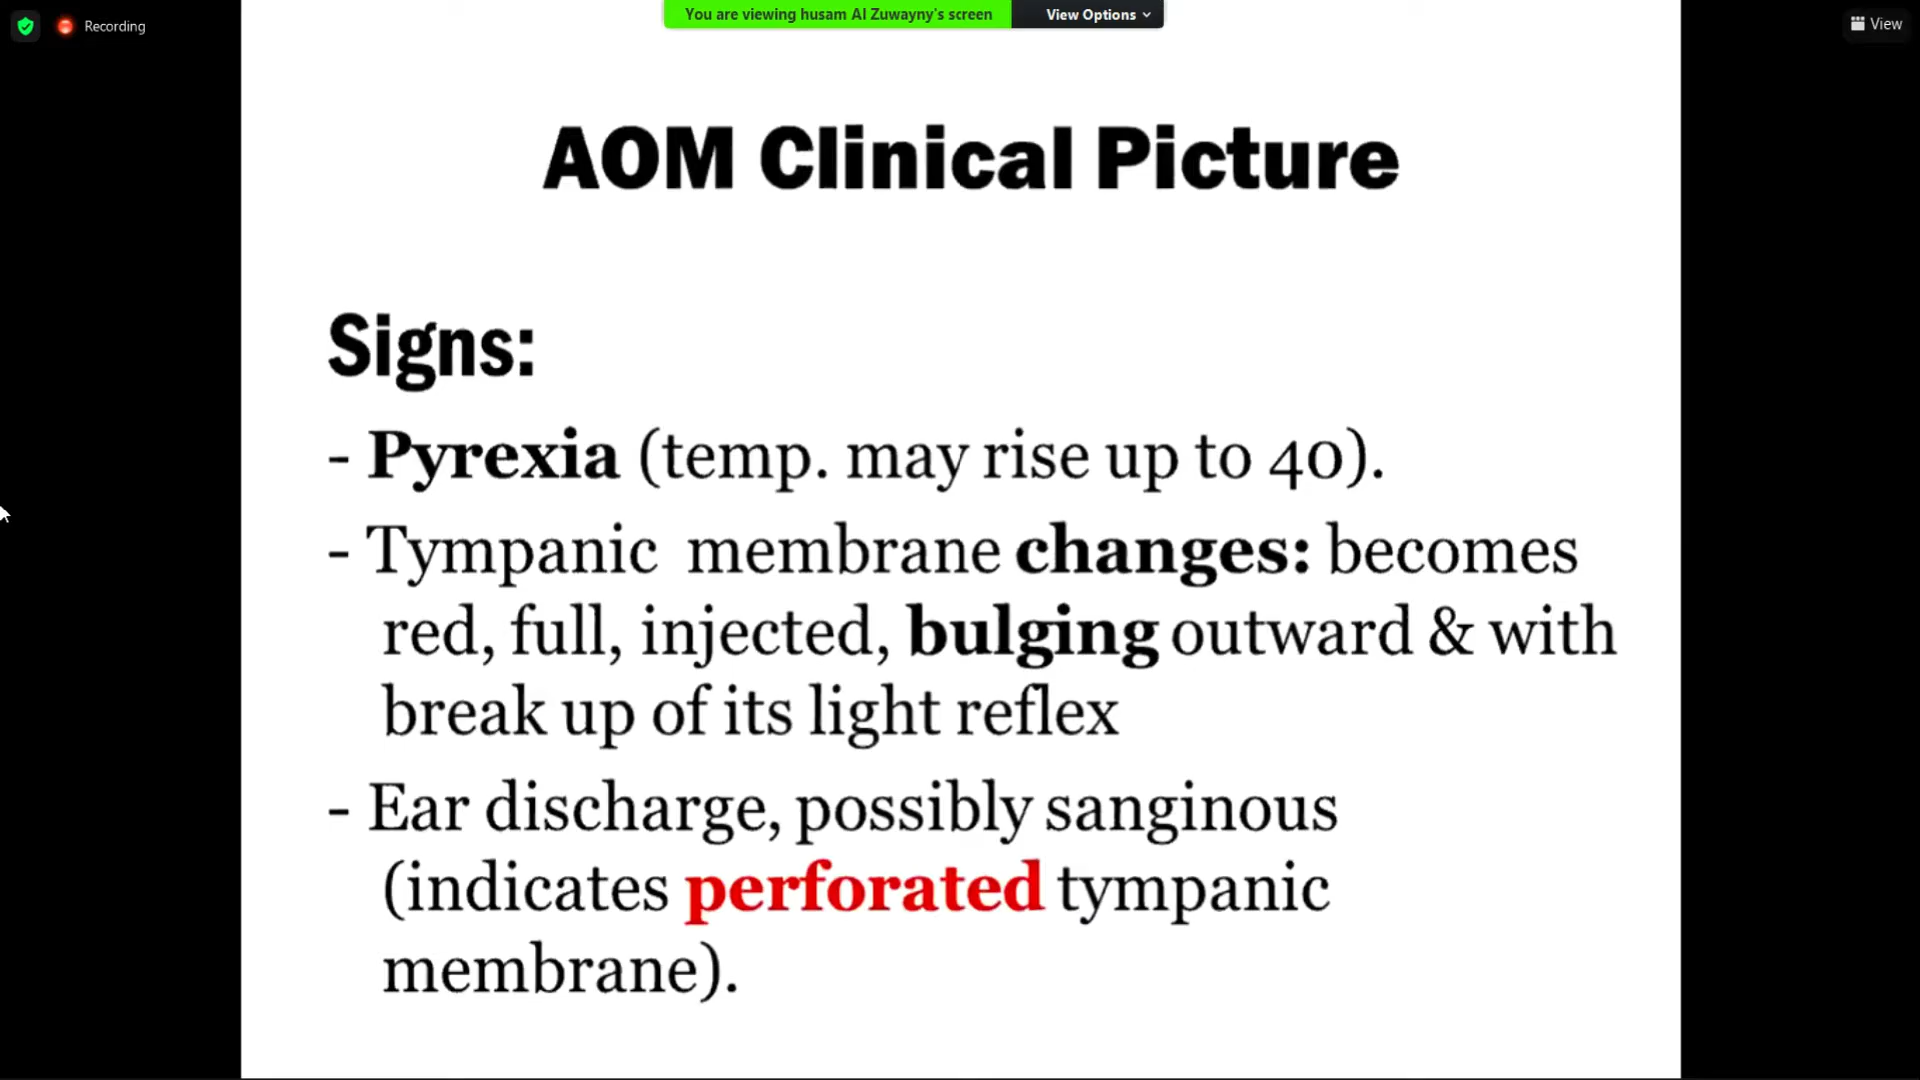 Recording
You are viewing husam Al Zuwayny's screen
View Options
View
AOM Clinical Picture
Signs:
- Pyrexia (temp. may rise up to 40).
- Tympanic membrane changes: becomes
red, full, injected, bulging outward & with
break up of its light reflex
- Ear discharge, possibly sanginous
(indicates perforated tympanic
membrane).